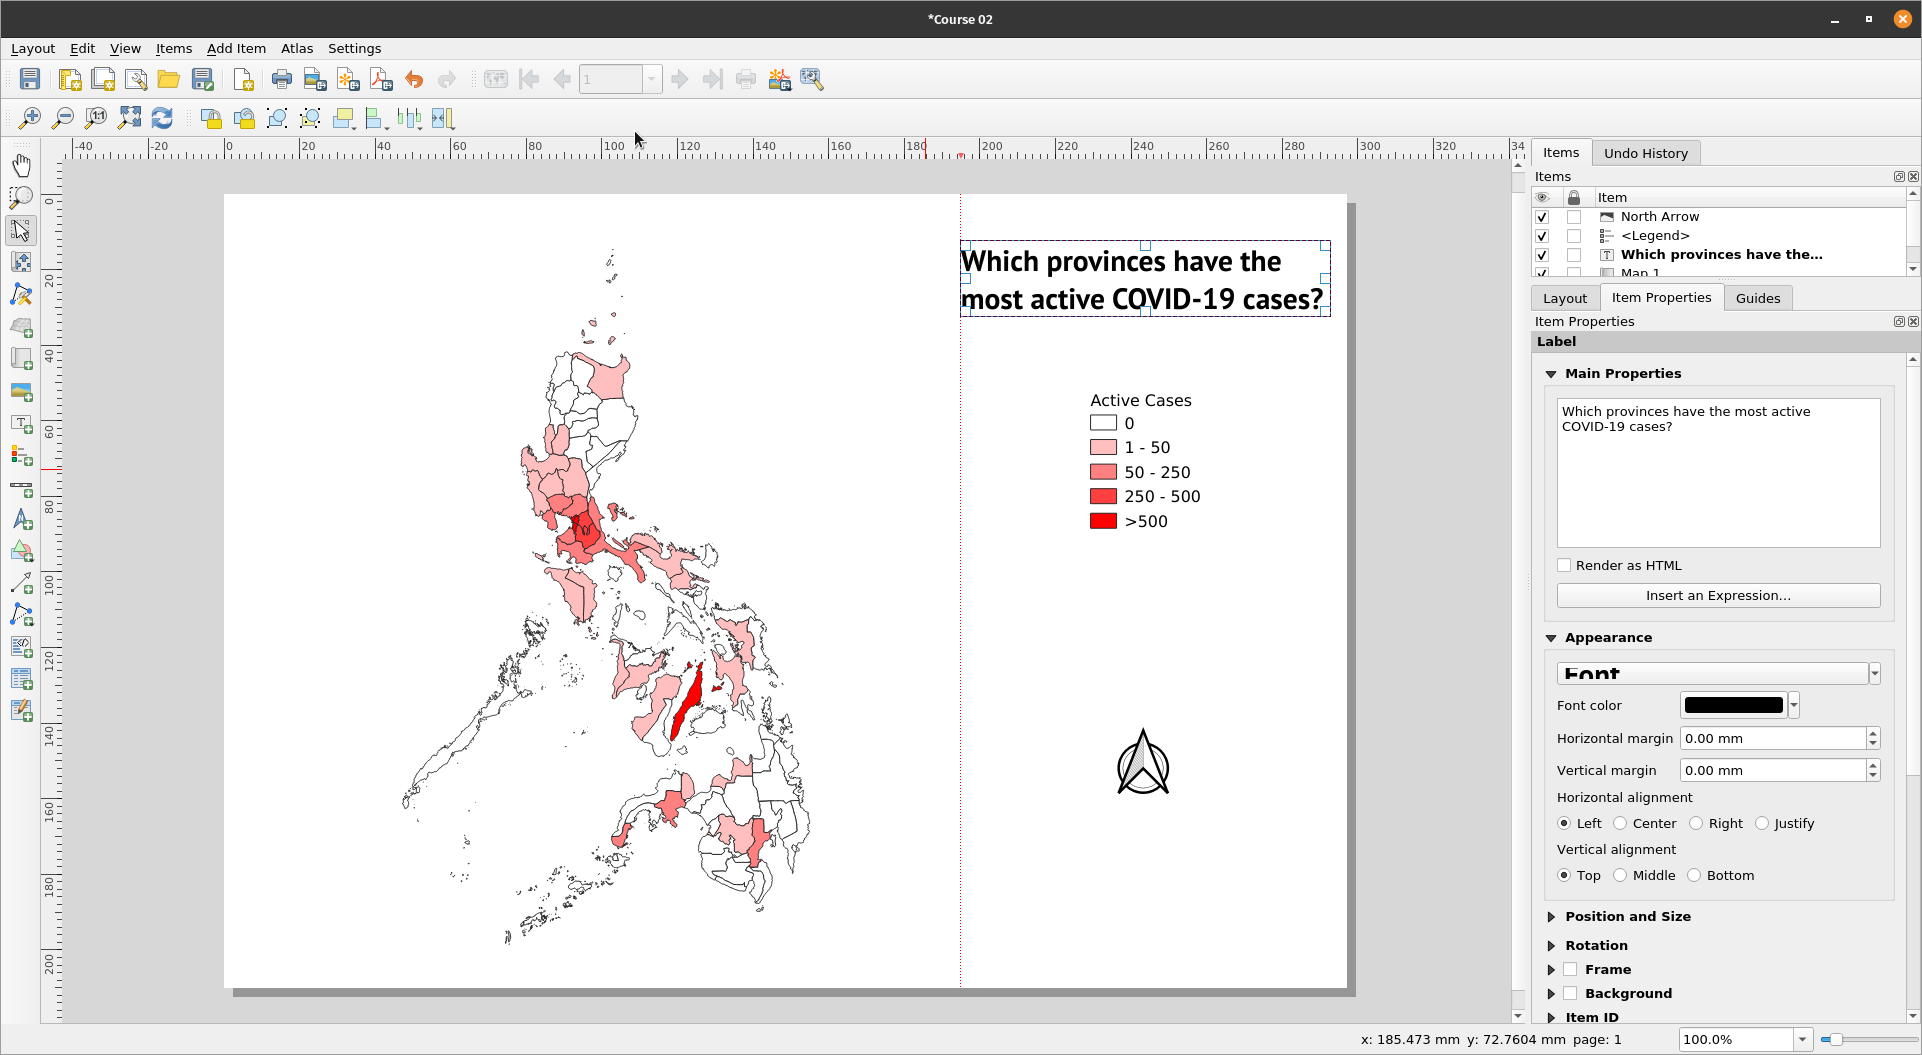 *Course 02
Layout Edit View Items Add Item Atlas Settings
1
1:1
-40 -20 0 20 40 60 80 100 120 140 160 180 200 220 240 260 280 300 320 34
0
20
40
60
80
100
120
140
160
180
200
Which provinces have the
most active COVID-19 cases?
Active Cases
0
1 - 50
50 - 250
250 - 500
>500
Items Undo History
Items
Item
North Arrow
<Legend>
Which provinces have the...
Map 1
Layout Item Properties Guides
Item Properties
Label
Main Properties
Which provinces have the most active
COVID-19 cases?
Render as HTML
Insert an Expression...
Appearance
Font
Font color
Horizontal margin 0.00 mm
Vertical margin 0.00 mm
Horizontal alignment
Left Center Right Justify
Vertical alignment
Top Middle Bottom
Position and Size
Rotation
Frame
Background
Item ID
x: 185.473 mm y: 72.7604 mm page: 1 100.0%